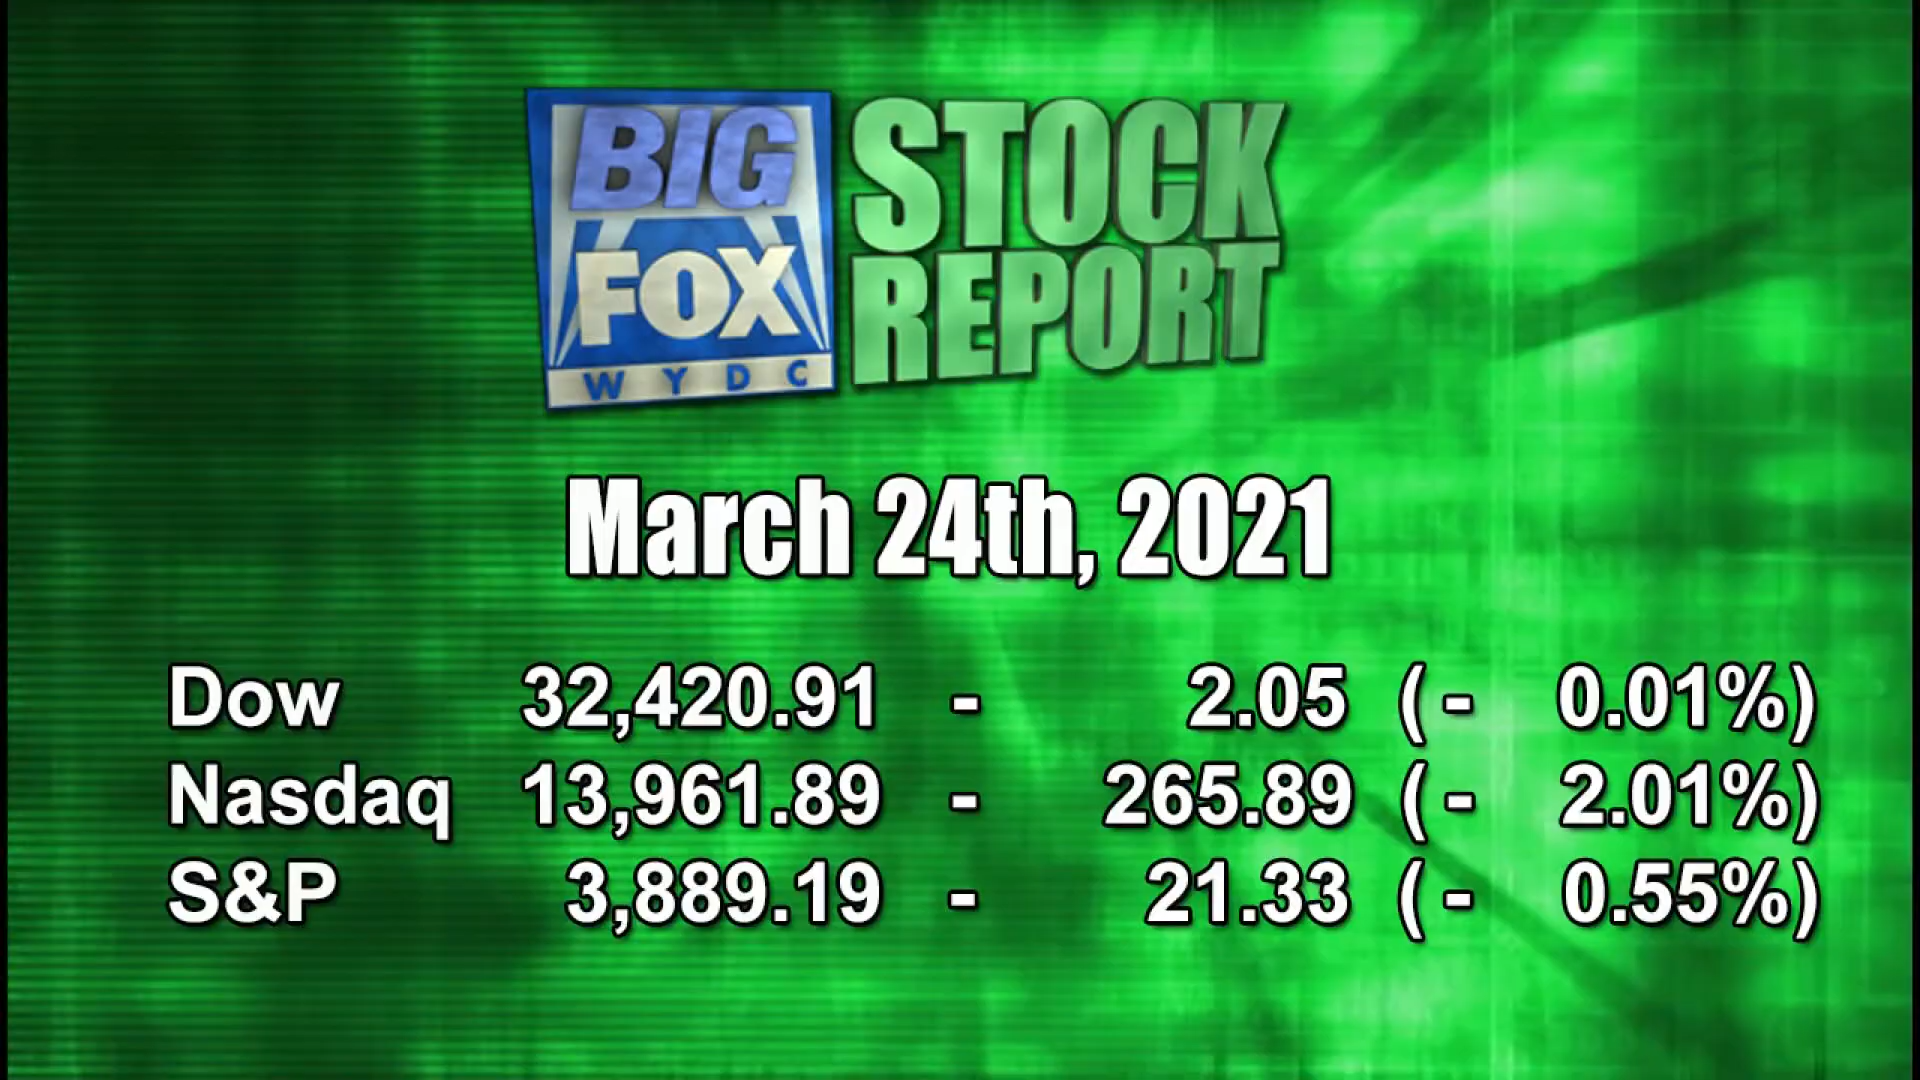 BIG
FOX
WYDC
STOCK
REPORT
March 24th, 2021
Dow 32,420.91 - 2.05 ( - 0.01%)
Nasdaq 13,961.89 - 265.89 ( - 2.01%)
S&P 3,889.19 - 21.33 ( - 0.55%)